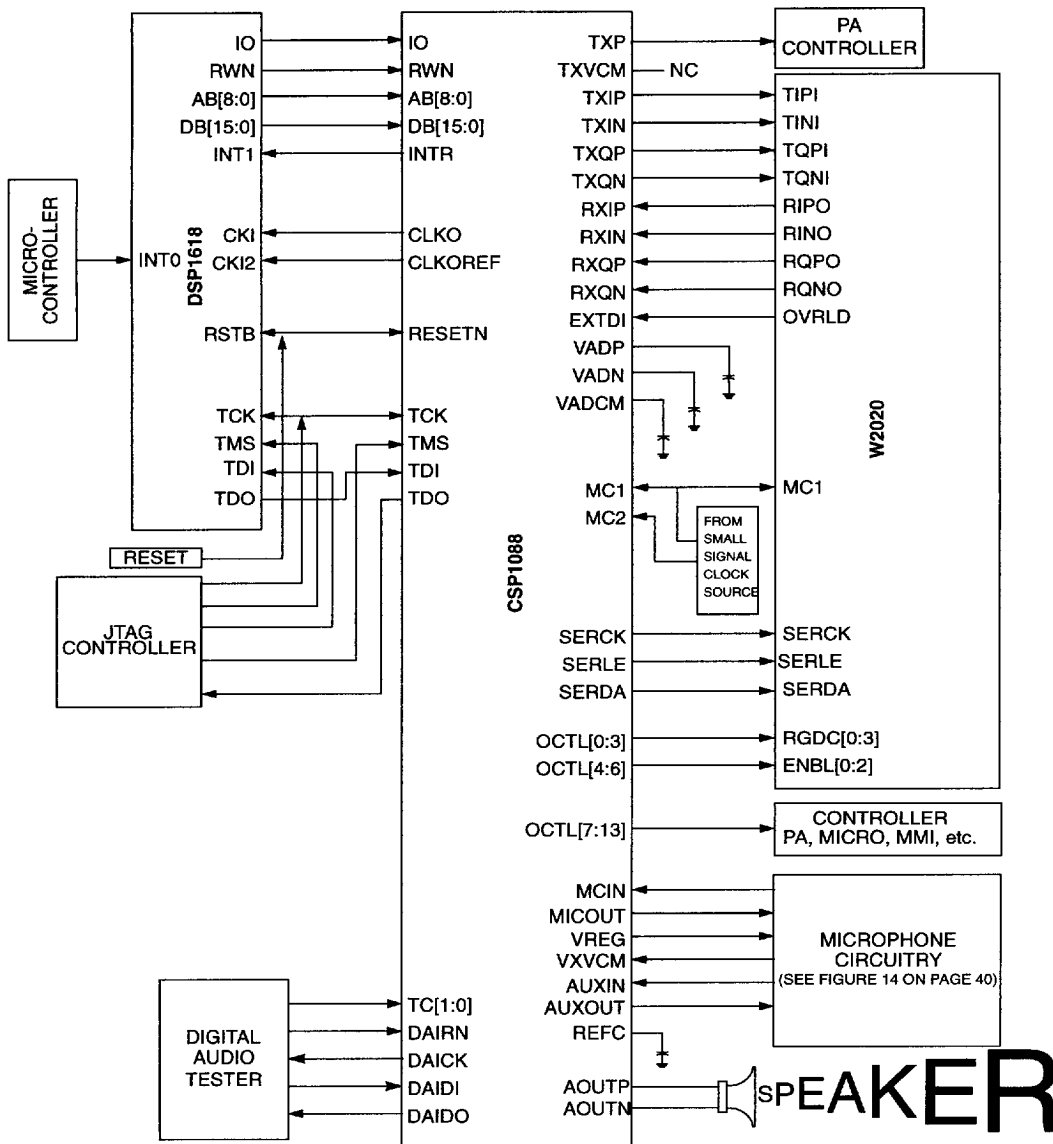 MICRO-
CONTROLLER
DSP1618
IO
RWN
AB[8:0]
DB[15:0]
INT1
CKI
INT0
CKI2
RSTB
TCK
TMS
TDI
TDO
RESET
JTAG
CONTROLLER
DIGITAL
AUDIO
TESTER
CSP1088
IO
RWN
AB[8:0]
DB[15:0]
INTR
CLKO
CLKOREF
RESETN
TCK
TMS
TDI
TDO
TC[1:0]
DAIRN
DAICK
DAIDI
DAIDO
TXP
TXVCM
NC
TXIP
TXIN
TXQP
TXQN
RXIP
RXIN
RXQP
RXQN
EXTDI
VADP
VADN
VADCM
MC1
MC2
SERCK
SERLE
SERDA
OCTL[0:3]
OCTL[4:6]
OCTL[7:13]
MCIN
MICOUT
VREG
VXVCM
AUXIN
AUXOUT
REFC
AOUTP
AOUTN
PA
CONTROLLER
W2020
TIPI
TINI
TQPI
TQNI
RIPO
RINO
RQPO
RQNO
OVRLD
MC1
FROM
SMALL
SIGNAL
CLOCK
SOURCE
SERCK
SERLE
SERDA
RGDC[0:3]
ENBL[0:2]
CONTROLLER
PA, MICRO, MMI, etc.
MICROPHONE
CIRCUITRY
(SEE FIGURE 14 ON PAGE 40)
SPEAKER